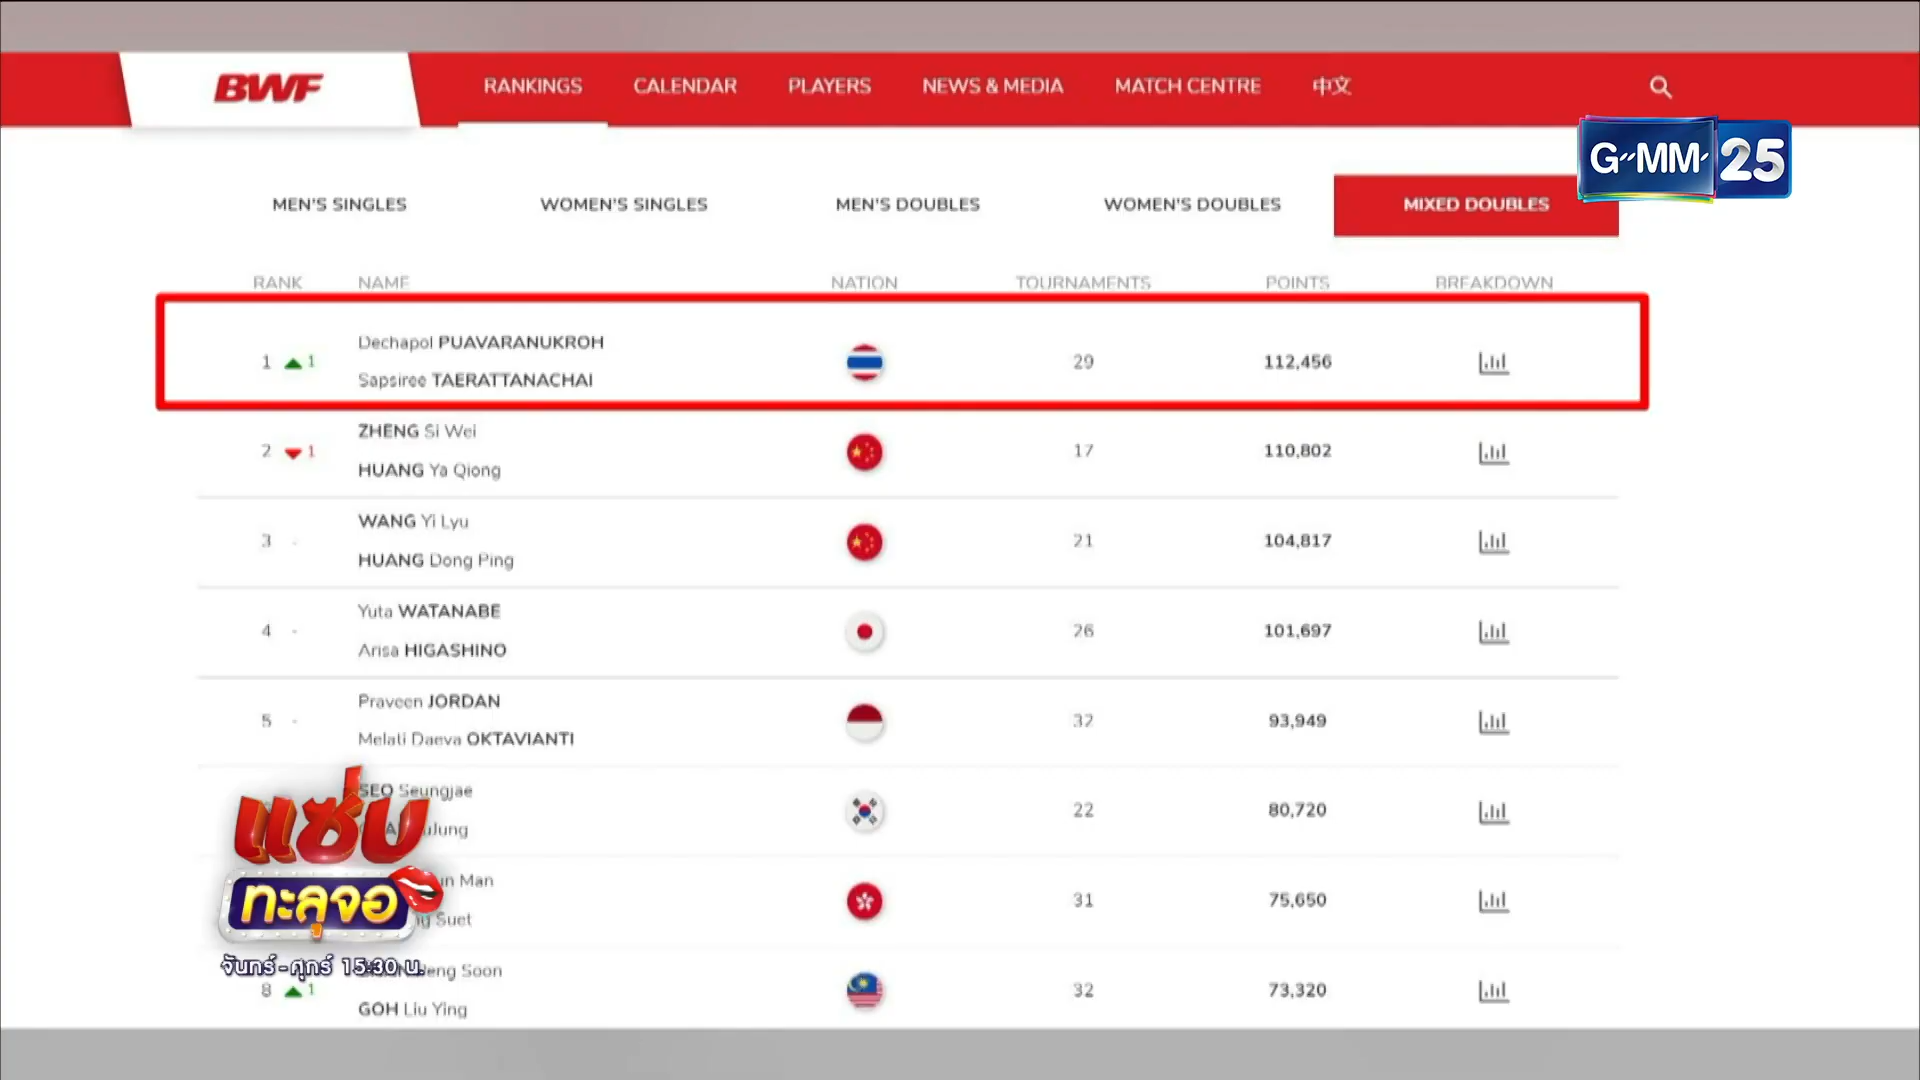 BWF RANKINGS CALENDAR PLAYERS NEWS & MEDIA MATCH CENTRE 中文
G MM 25
MEN'S SINGLES WOMEN'S SINGLES MEN'S DOUBLES WOMEN'S DOUBLES MIXED DOUBLES
RANK NAME NATION TOURNAMENTS POINTS BREAKDOWN
Dechapol PUAVARANUKROH
1 1 29 112,456
Sapsiree TAERATTANACHAI
ZHENG Si Wei
2 1 17 110,802
HUANG Ya Qiong
WANG Yi Lyu
3 - 21 104,817
HUANG Dong Ping
Yuta WATANABE
4 - 26 101,697
Arisa HIGASHINO
Praveen JORDAN
5 - 32 93,949
Melati Daeva OKTAVIANTI
SEO Seungjae
22 80,720
Man
31 75,650
Suet
Soon
8 1 32 73,320
GOH Liu Ying
แซ่บ
ทะลุจอ
จันทร์-ศุกร์ 15:30 น.